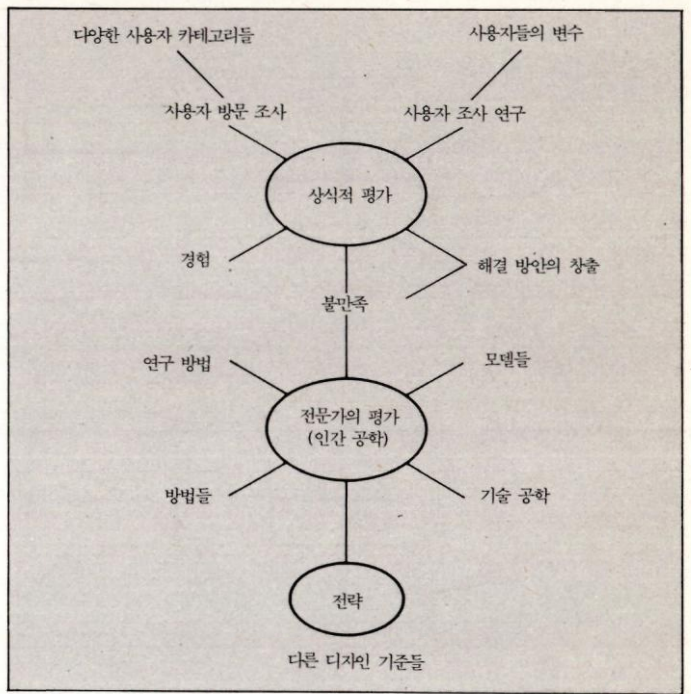 다양한 사용자 카테고리들
사용자들의 변수
사용자 방문 조사
사용자 조사 연구
상식적 평가
경험
해결 방안의 창출
불만족
연구 방법
모델들
전문가의 평가
(인간 공학)
방법들
기술 공학
전략
다른 디자인 기준들